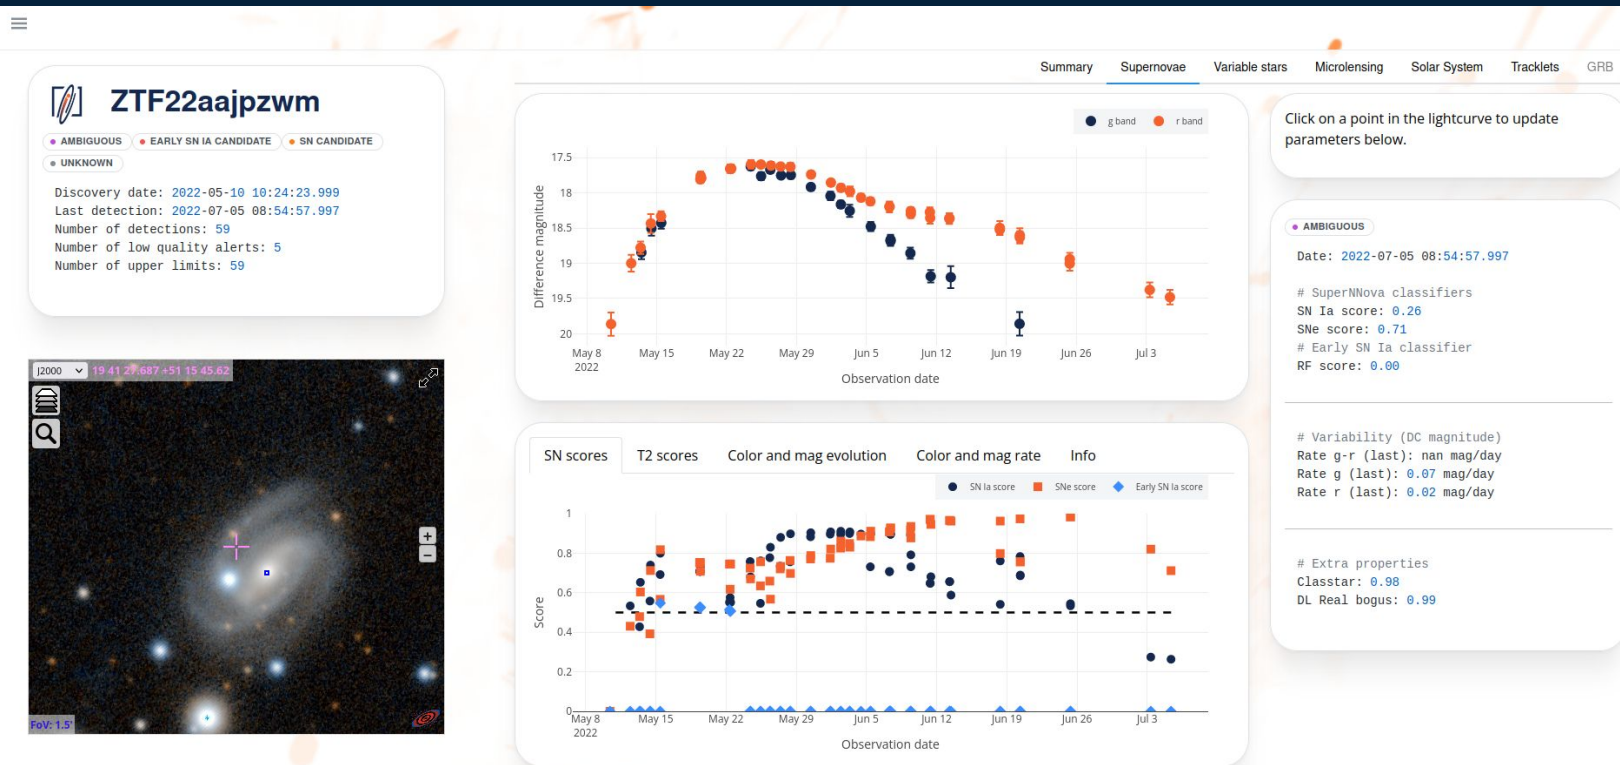 Summary Supernovae Variable stars Microlensing Solar System Tracklets GRB
ZTF22aajpzwm
AMBIGUOUS EARLY SN IA CANDIDATE SN CANDIDATE
UNKNOWN
Discovery date: 2022-05-10 10:24:23.999
Last detection: 2022-07-05 08:54:57.997
Number of detections: 59
Number of low quality alerts: 5
Number of upper limits: 59
J2000 19 41 27.687 +51 15 45.62
+
−
FoV: 1.5'
g band r band
17.5
18
18.5
19
19.5
20
Difference magnitude
May 8 May 15 May 22 May 29 Jun 5 Jun 12 Jun 19 Jun 26 Jul 3
2022
Observation date
SN scores T2 scores Color and mag evolution Color and mag rate Info
SN Ia score SNe score Early SN Ia score
1
0.8
0.6
0.4
0.2
0
Score
May 8 May 15 May 22 May 29 Jun 5 Jun 12 Jun 19 Jun 26 Jul 3
2022
Observation date
Click on a point in the lightcurve to update
parameters below.
AMBIGUOUS
Date: 2022-07-05 08:54:57.997
# SuperNNova classifiers
SN Ia score: 0.26
SNe score: 0.71
# Early SN Ia classifier
RF score: 0.00
# Variability (DC magnitude)
Rate g-r (last): nan mag/day
Rate g (last): 0.07 mag/day
Rate r (last): 0.02 mag/day
# Extra properties
Classtar: 0.98
DL Real bogus: 0.99